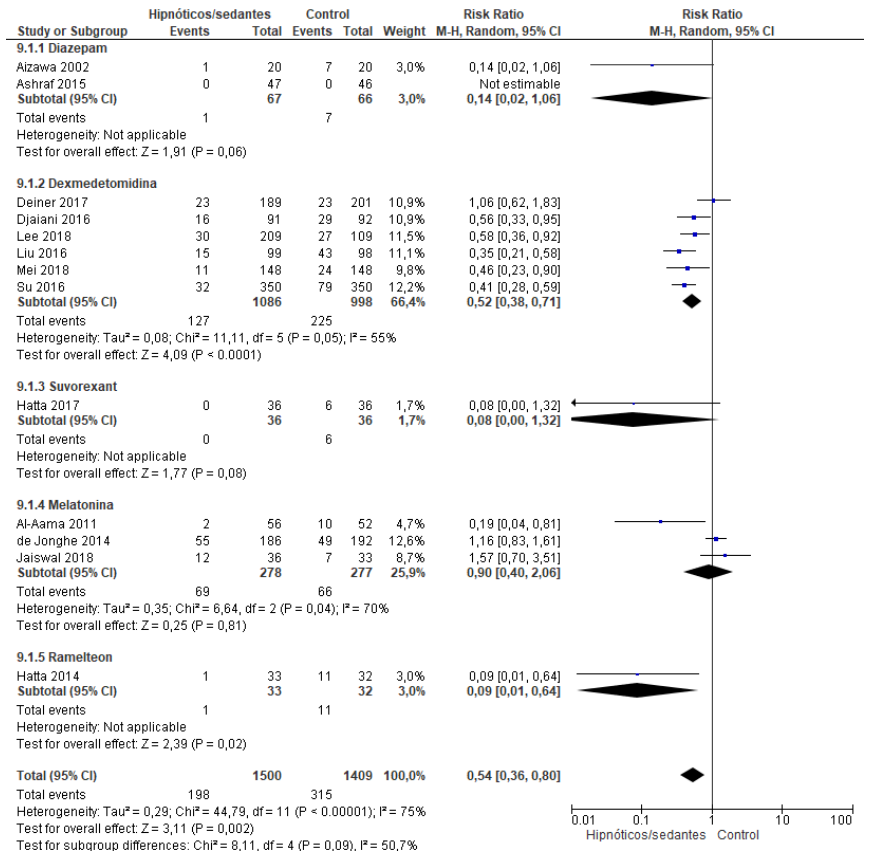 Hipnóticos/sedantes Control Risk Ratio Risk Ratio
Study or Subgroup Events Total Events Total Weight M-H, Random, 95% CI M-H, Random, 95% CI
9.1.1 Diazepam
Aizawa 2002 1 20 7 20 3,0% 0,14 [0,02, 1,06]
Ashraf 2015 0 47 0 46 Not estimable
Subtotal (95% CI) 67 66 3,0% 0,14 [0,02, 1,06]
Total events 1 7
Heterogeneity: Not applicable
Test for overall effect: Z = 1,91 (P = 0,06)
9.1.2 Dexmedetomidina
Deiner 2017 23 189 23 201 10,9% 1,06 [0,62, 1,83]
Djaiani 2016 16 91 29 92 10,9% 0,56 [0,33, 0,95]
Lee 2018 30 209 27 109 11,5% 0,58 [0,36, 0,92]
Liu 2016 15 99 43 98 11,1% 0,35 [0,21, 0,58]
Mei 2018 11 148 24 148 9,8% 0,46 [0,23, 0,90]
Su 2016 32 350 79 350 12,2% 0,41 [0,28, 0,59]
Subtotal (95% CI) 1086 998 66,4% 0,52 [0,38, 0,71]
Total events 127 225
Heterogeneity: Tau² = 0,08; Chi² = 11,11, df = 5 (P = 0,05); I² = 55%
Test for overall effect: Z = 4,09 (P < 0.0001)
9.1.3 Suvorexant
Hatta 2017 0 36 6 36 1,7% 0,08 [0,00, 1,32]
Subtotal (95% CI) 36 36 1,7% 0,08 [0,00, 1,32]
Total events 0 6
Heterogeneity: Not applicable
Test for overall effect: Z = 1,77 (P = 0,08)
9.1.4 Melatonina
Al-Aama 2011 2 56 10 52 4,7% 0,19 [0,04, 0,81]
de Jonghe 2014 55 186 49 192 12,6% 1,16 [0,83, 1,61]
Jaiswal 2018 12 36 7 33 8,7% 1,57 [0,70, 3,51]
Subtotal (95% CI) 278 277 25,9% 0,90 [0,40, 2,06]
Total events 69 66
Heterogeneity: Tau² = 0,35; Chi² = 6,64, df = 2 (P = 0,04); I² = 70%
Test for overall effect: Z = 0,25 (P = 0,81)
9.1.5 Ramelteon
Hatta 2014 1 33 11 32 3,0% 0,09 [0,01, 0,64]
Subtotal (95% CI) 33 32 3,0% 0,09 [0,01, 0,64]
Total events 1 11
Heterogeneity: Not applicable
Test for overall effect: Z = 2,39 (P = 0,02)
Total (95% CI) 1500 1409 100,0% 0,54 [0,36, 0,80]
Total events 198 315
Heterogeneity: Tau² = 0,29; Chi² = 44,79, df = 11 (P < 0.00001); I² = 75%
Test for overall effect: Z = 3,11 (P = 0,002)
Test for subgroup differences: Chi² = 8,11, df = 4 (P = 0,09), I² = 50,7%
0.01 0.1 1 10 100
Hipnóticos/sedantes Control